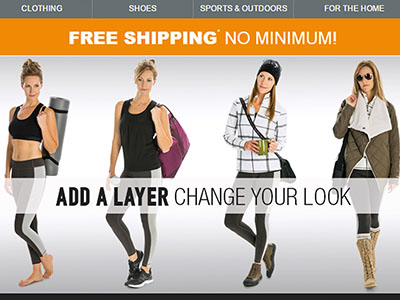 CLOTHING SHOES SPORTS & OUTDOORS FOR THE HOME
FREE SHIPPING* NO MINIMUM!
ADD A LAYER CHANGE YOUR LOOK